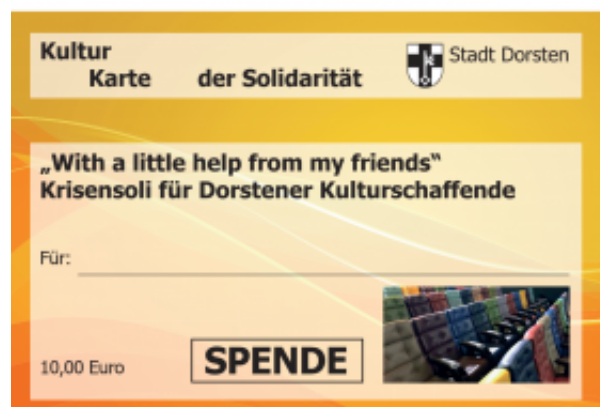 Kultur
Karte der Solidarität
Stadt Dorsten
„With a little help from my friends“
Krisensoli für Dorstener Kulturschaffende
Für:
10,00 Euro
SPENDE